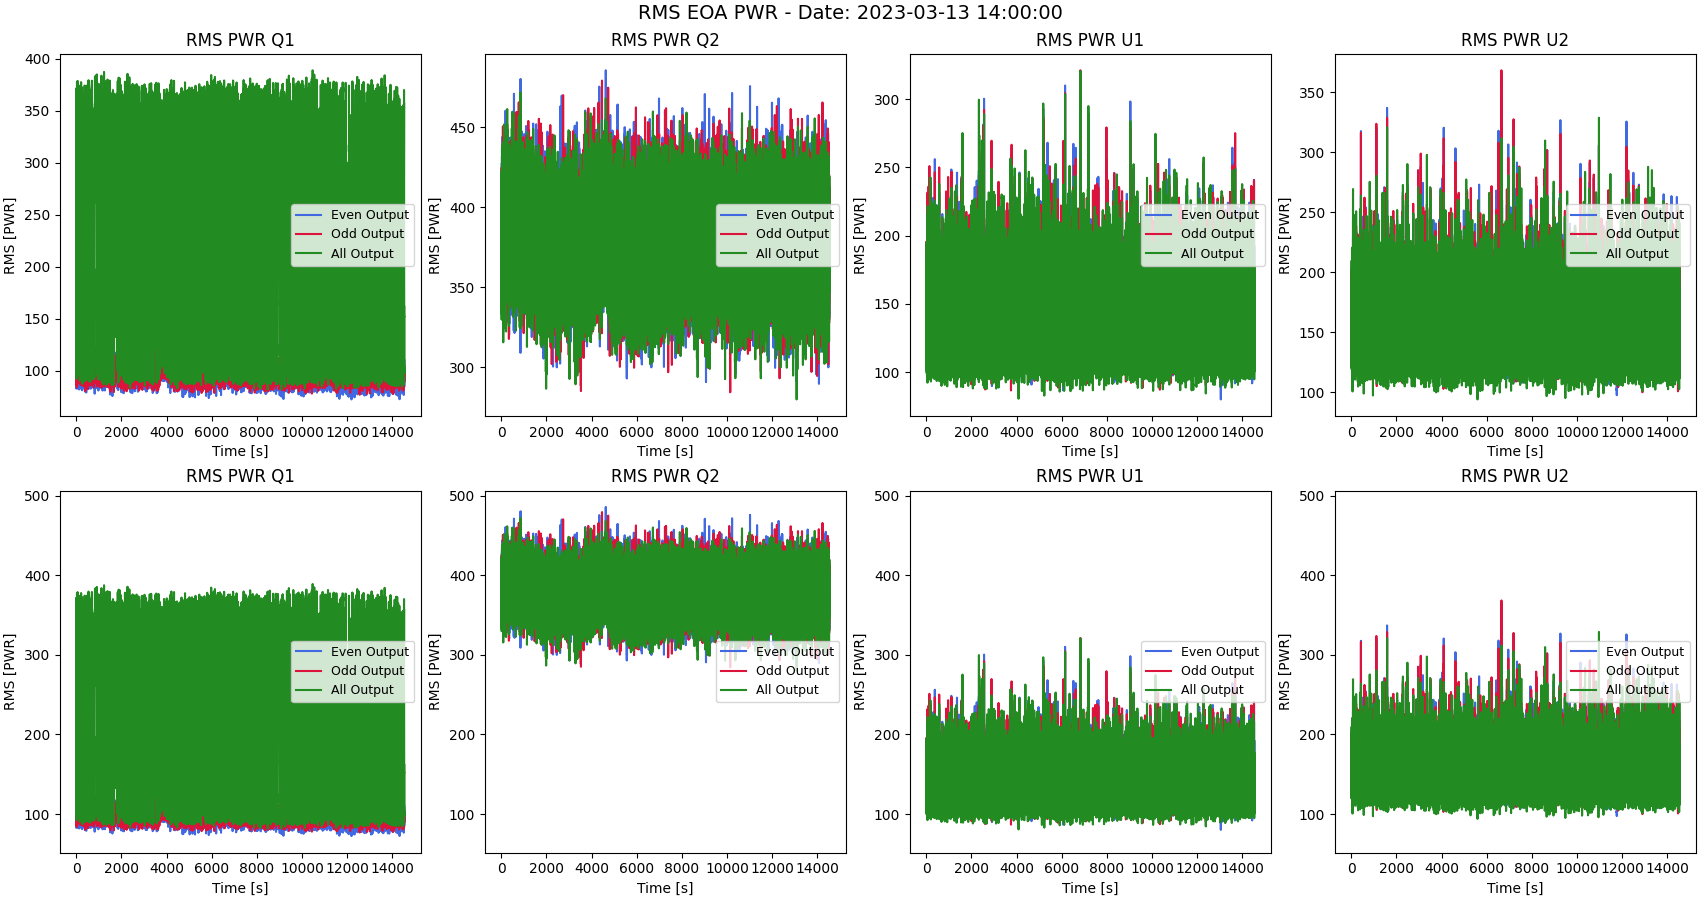 RMS EOA PWR - Date: 2023-03-13 14:00:00
RMS PWR Q1
RMS [PWR]
400
350
300
250
200
150
100
Even Output
Odd Output
All Output
0 2000 4000 6000 8000 10000 12000 14000
Time [s]
RMS PWR Q2
RMS [PWR]
450
400
350
300
Even Output
Odd Output
All Output
0 2000 4000 6000 8000 10000 12000 14000
Time [s]
RMS PWR U1
RMS [PWR]
300
250
200
150
100
Even Output
Odd Output
All Output
0 2000 4000 6000 8000 10000 12000 14000
Time [s]
RMS PWR U2
RMS [PWR]
350
300
250
200
150
100
Even Output
Odd Output
All Output
0 2000 4000 6000 8000 10000 12000 14000
Time [s]
RMS PWR Q1
RMS [PWR]
500
400
300
200
100
Even Output
Odd Output
All Output
0 2000 4000 6000 8000 10000 12000 14000
Time [s]
RMS PWR Q2
RMS [PWR]
500
400
300
200
100
Even Output
Odd Output
All Output
0 2000 4000 6000 8000 10000 12000 14000
Time [s]
RMS PWR U1
RMS [PWR]
500
400
300
200
100
Even Output
Odd Output
All Output
0 2000 4000 6000 8000 10000 12000 14000
Time [s]
RMS PWR U2
RMS [PWR]
500
400
300
200
100
Even Output
Odd Output
All Output
0 2000 4000 6000 8000 10000 12000 14000
Time [s]